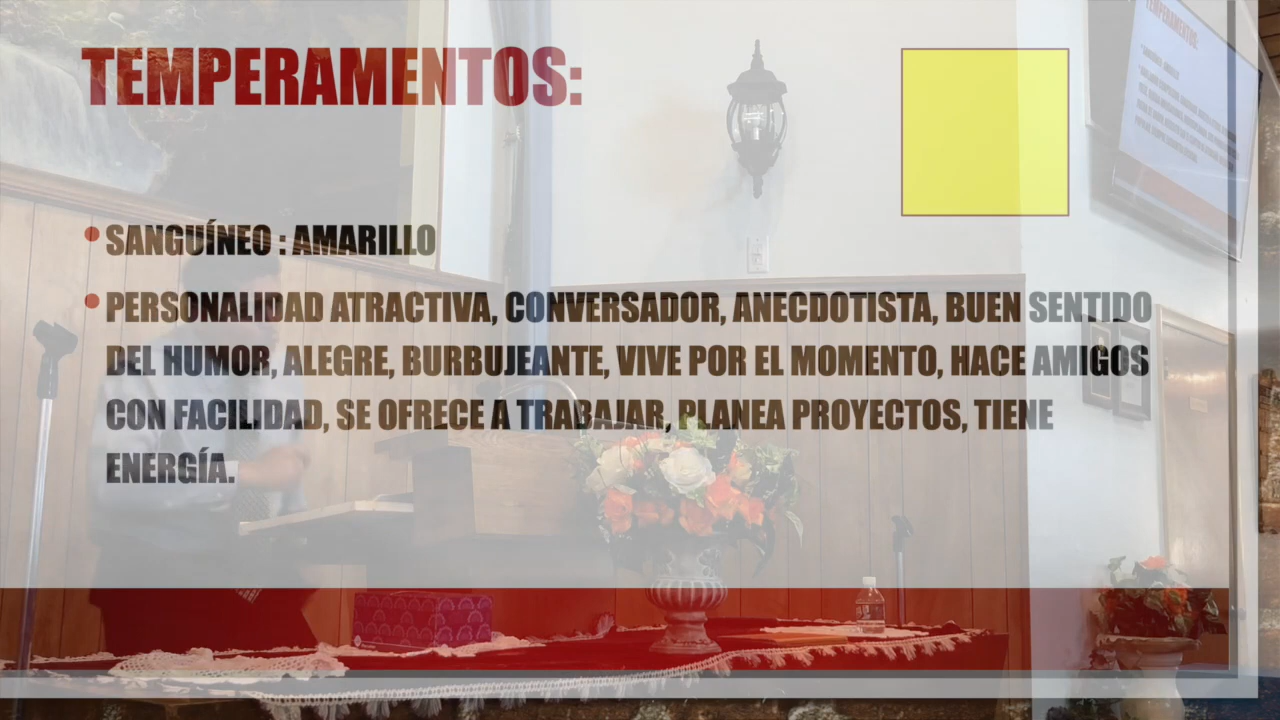 TEMPERAMENTOS:
• SANGUÍNEO : AMARILLO
• PERSONALIDAD ATRACTIVA, CONVERSADOR, ANECDOTISTA, BUEN SENTIDO
DEL HUMOR, ALEGRE, BURBUJEANTE, VIVE POR EL MOMENTO, HACE AMIGOS
CON FACILIDAD, SE OFRECE A TRABAJAR, PLANEA PROYECTOS, TIENE
ENERGÍA.
TEMPERAMENTOS: